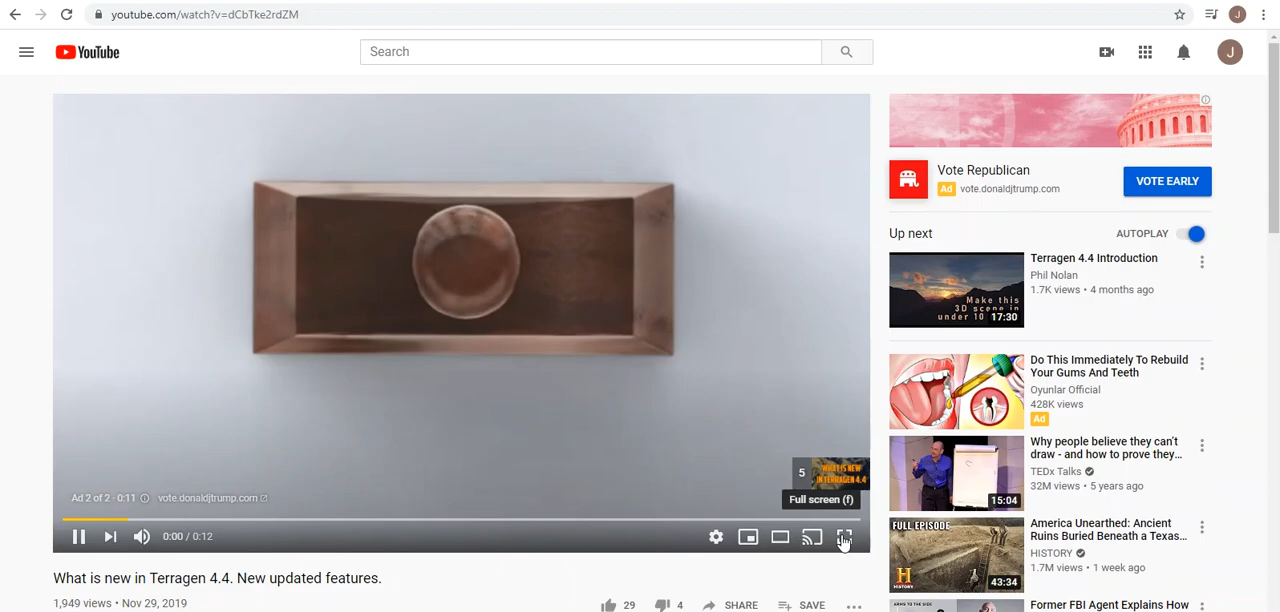 youtube.com/watch?v=dCbTke2rdZM
J
YouTube
Search
J
Vote Republican
Ad vote.donaldjtrump.com
VOTE EARLY
Up next
AUTOPLAY
Terragen 4.4 Introduction
Phil Nolan
1.7K views • 4 months ago
Make this
3D scene in
under 10
17:30
Do This Immediately To Rebuild
Your Gums And Teeth
Oyunlar Official
428K views
Ad
Why people believe they can't
draw - and how to prove they...
TEDx Talks
32M views • 5 years ago
15:04
FULL EPISODE
H
HISTORY
43:34
America Unearthed: Ancient
Ruins Buried Beneath a Texas...
HISTORY
1.7M views • 1 week ago
Former FBI Agent Explains How
5
WHAT IS NEW
IN TERRAGEN 4.4
Full screen (f)
Ad 2 of 2 · 0:11 vote.donaldjtrump.com
0:00 / 0:12
What is new in Terragen 4.4. New updated features.
1,949 views • Nov 29, 2019
29
4
SHARE
SAVE